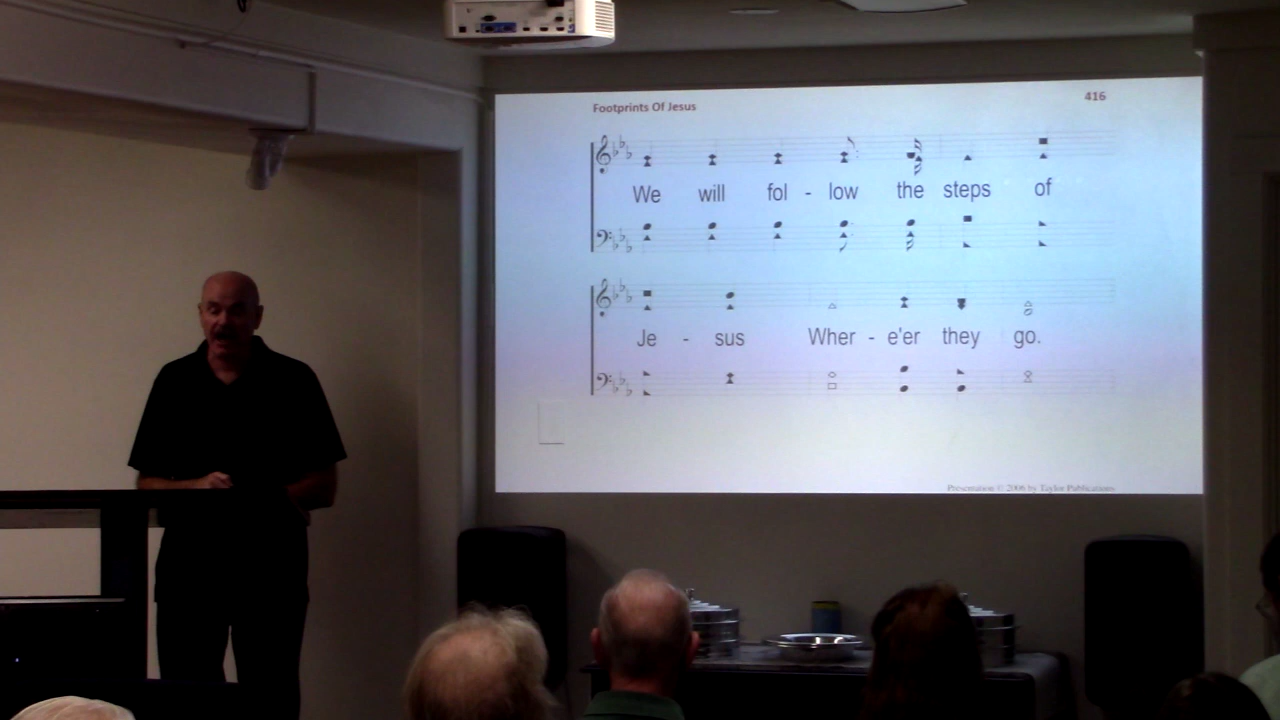 Footprints Of Jesus
416
We will fol - low the steps of
Je - sus Wher - e'er they go.
Presentation © 2006 by Taylor Publications